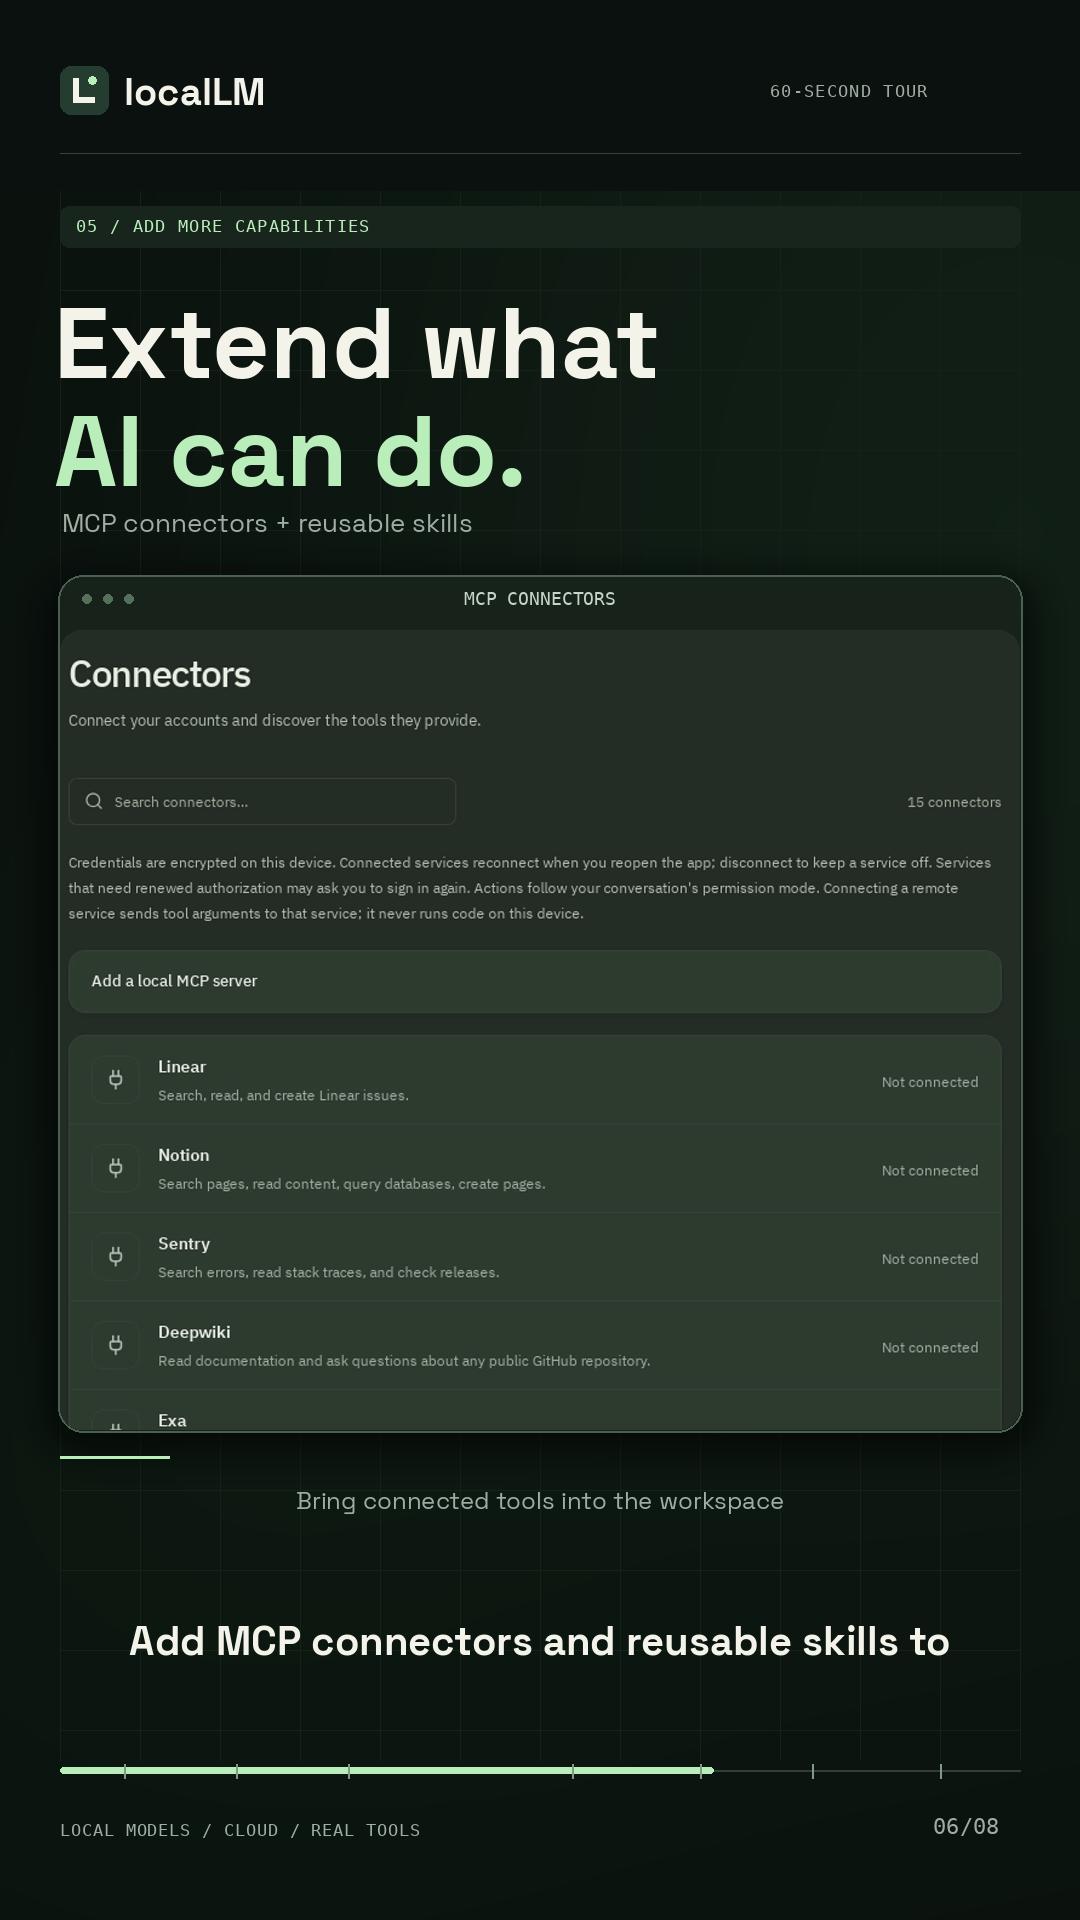 localLM
60-SECOND TOUR
05 / ADD MORE CAPABILITIES
Extend what
AI can do.
MCP connectors + reusable skills
MCP CONNECTORS
Connectors
Connect your accounts and discover the tools they provide.
Search connectors...
15 connectors
Credentials are encrypted on this device. Connected services reconnect when you reopen the app; disconnect to keep a service off. Services
that need renewed authorization may ask you to sign in again. Actions follow your conversation's permission mode. Connecting a remote
service sends tool arguments to that service; it never runs code on this device.
Add a local MCP server
Linear
Search, read, and create Linear issues.
Not connected
Notion
Search pages, read content, query databases, create pages.
Not connected
Sentry
Search errors, read stack traces, and check releases.
Not connected
Deepwiki
Read documentation and ask questions about any public GitHub repository.
Not connected
Exa
Bring connected tools into the workspace
Add MCP connectors and reusable skills to
LOCAL MODELS / CLOUD / REAL TOOLS
06/08